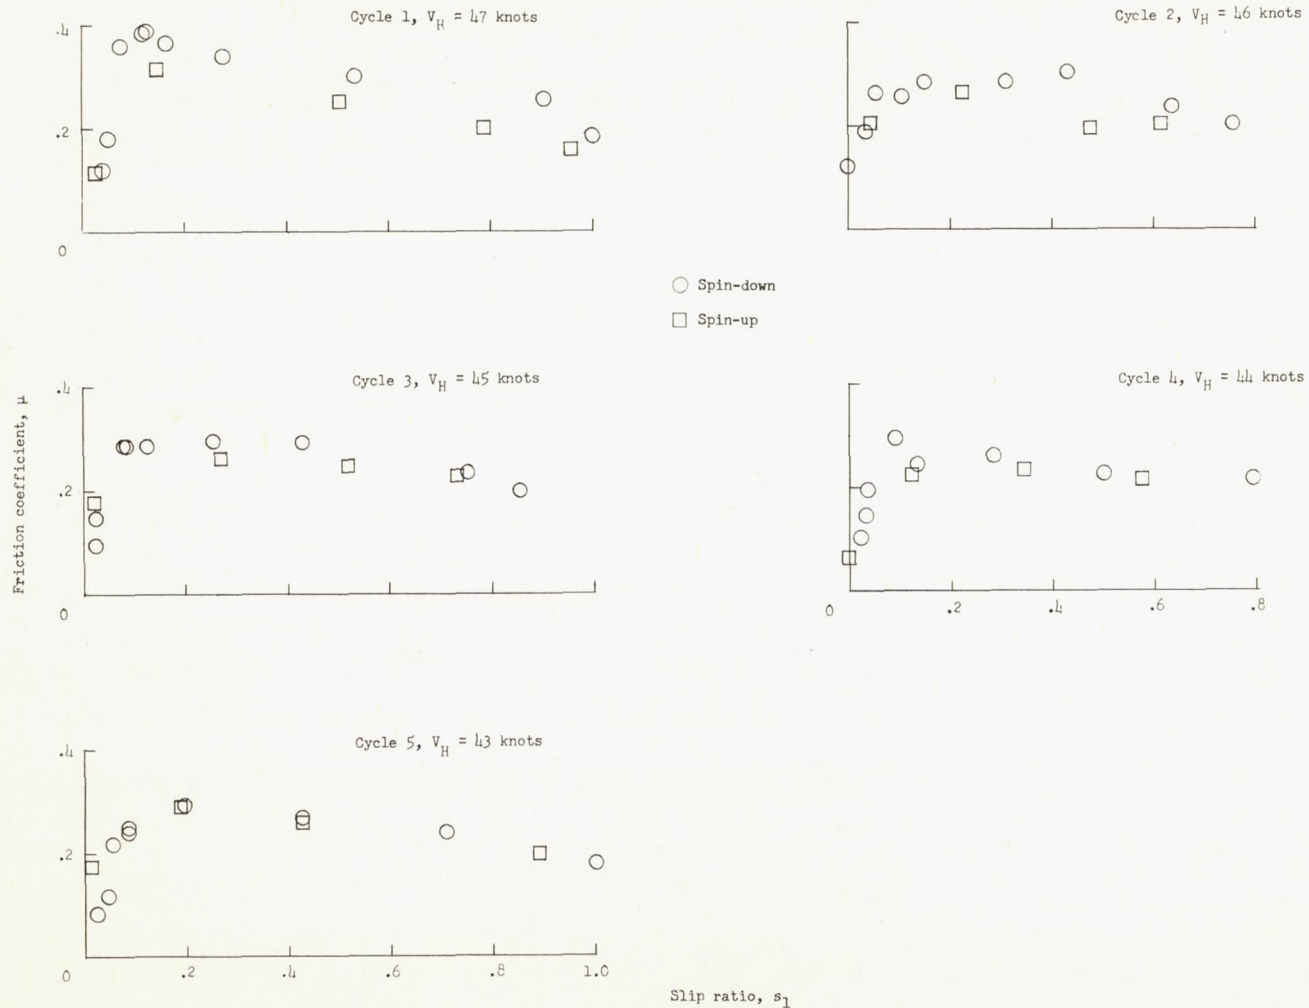 Cycle 1, V_H = 47 knots
Cycle 2, V_H = 46 knots
.4
.2
0
○ Spin-down
□ Spin-up
Cycle 3, V_H = 45 knots
Cycle 4, V_H = 44 knots
.4
.2
0
0 .2 .4 .6 .8
Friction coefficient, μ
Cycle 5, V_H = 43 knots
.4
.2
0 .2 .4 .6 .8 1.0
Slip ratio, s_1